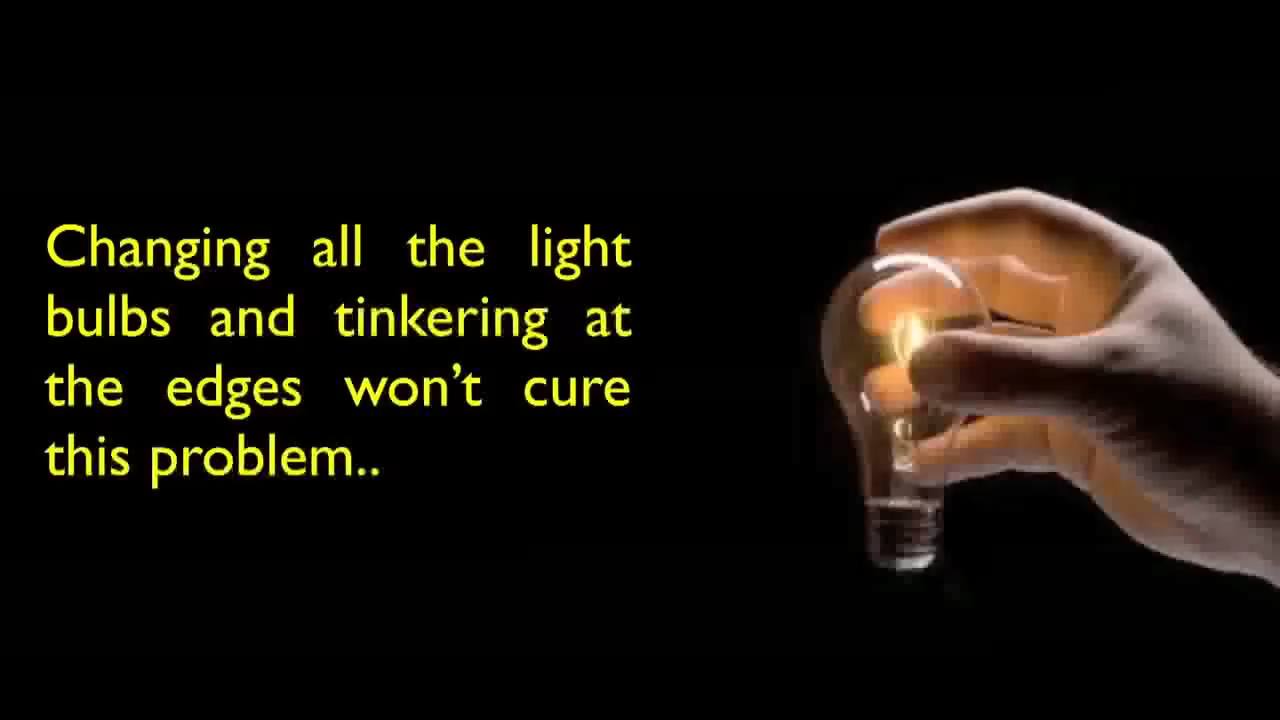 Changing all the light
bulbs and tinkering at
the edges won’t cure
this problem..